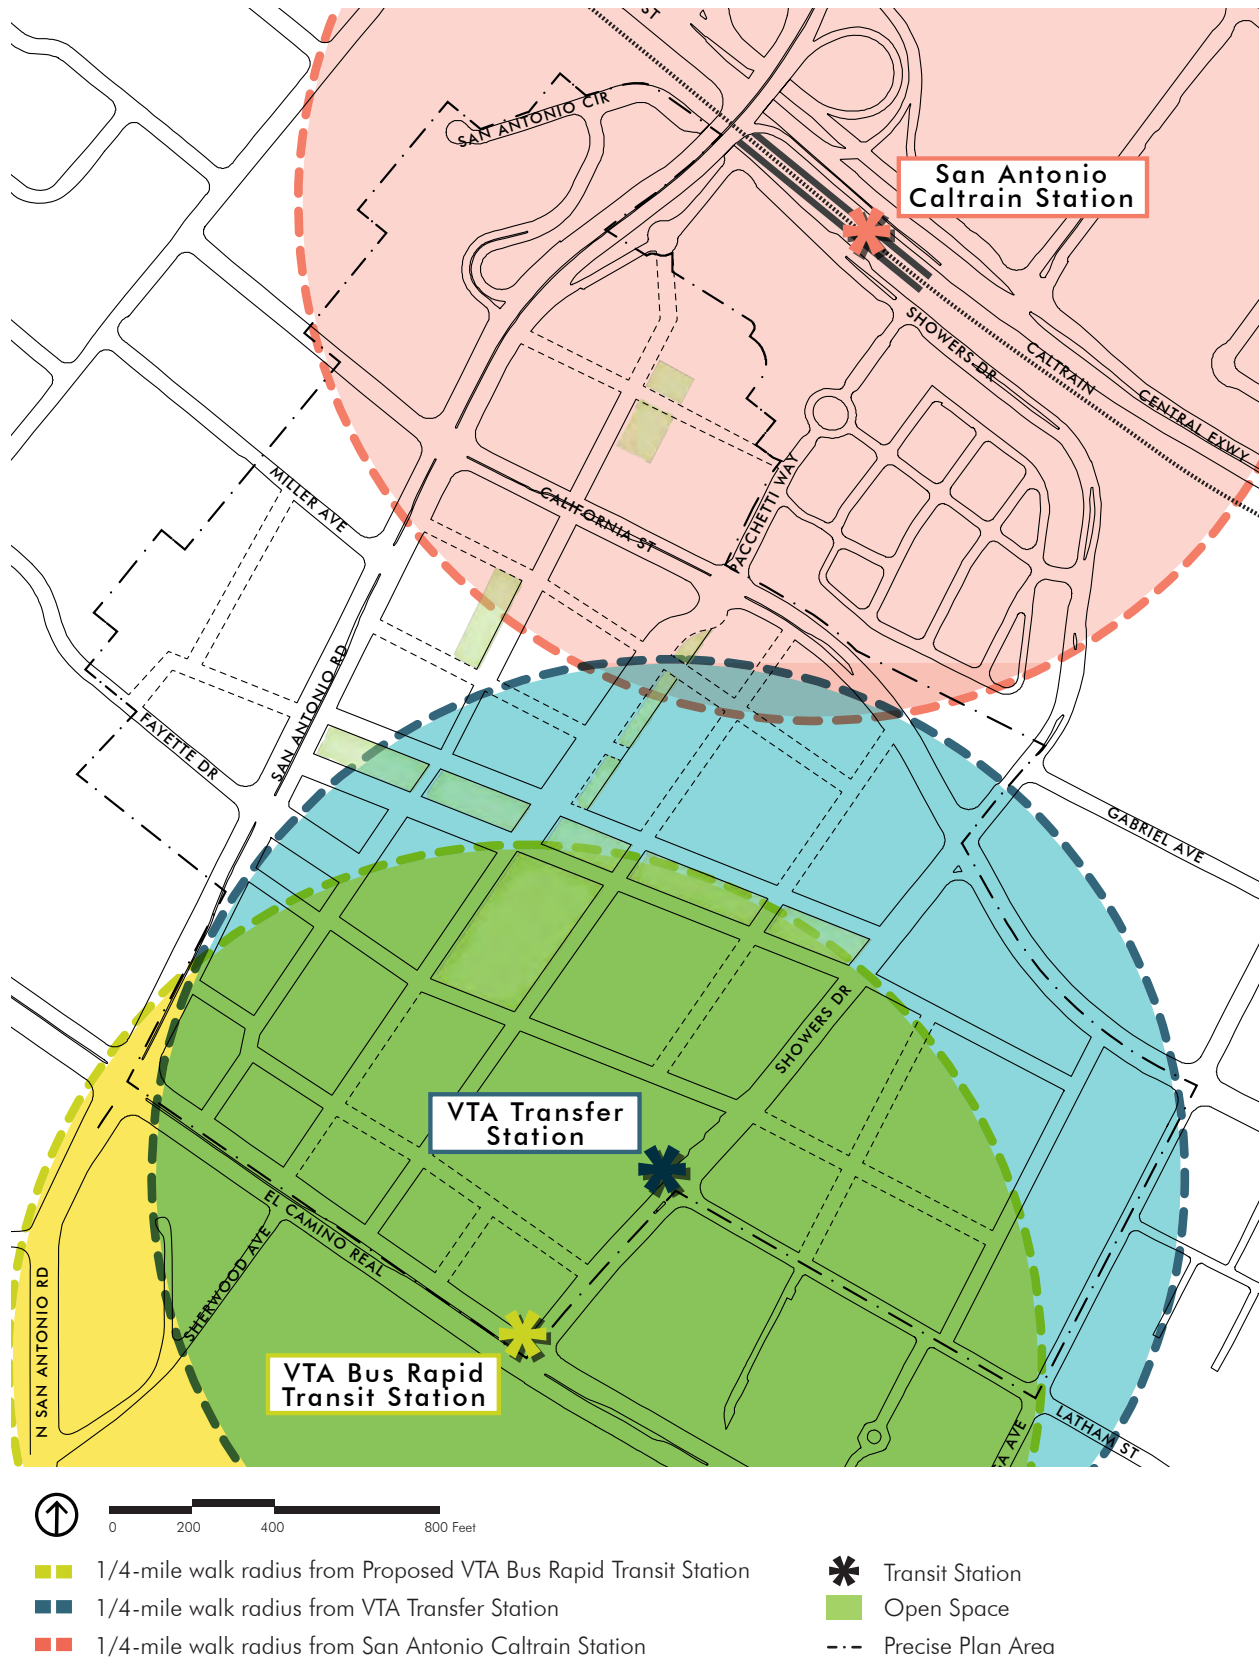 ST
SAN ANTONIO CIR
San Antonio
Caltrain Station
SHOWERS DR
CALTRAIN
CENTRAL EXWY
MILLER AVE
CALIFORNIA ST
PACCHETTI WAY
SAN ANTONIO RD
FAYETTE DR
GABRIEL AVE
SHOWERS DR
VTA Transfer
Station
EL CAMINO REAL
SHERWOOD AVE
N SAN ANTONIO RD
VTA Bus Rapid
Transit Station
LATHAM ST
AVE
0 200 400 800 Feet
1/4-mile walk radius from Proposed VTA Bus Rapid Transit Station
1/4-mile walk radius from VTA Transfer Station
1/4-mile walk radius from San Antonio Caltrain Station
Transit Station
Open Space
Precise Plan Area